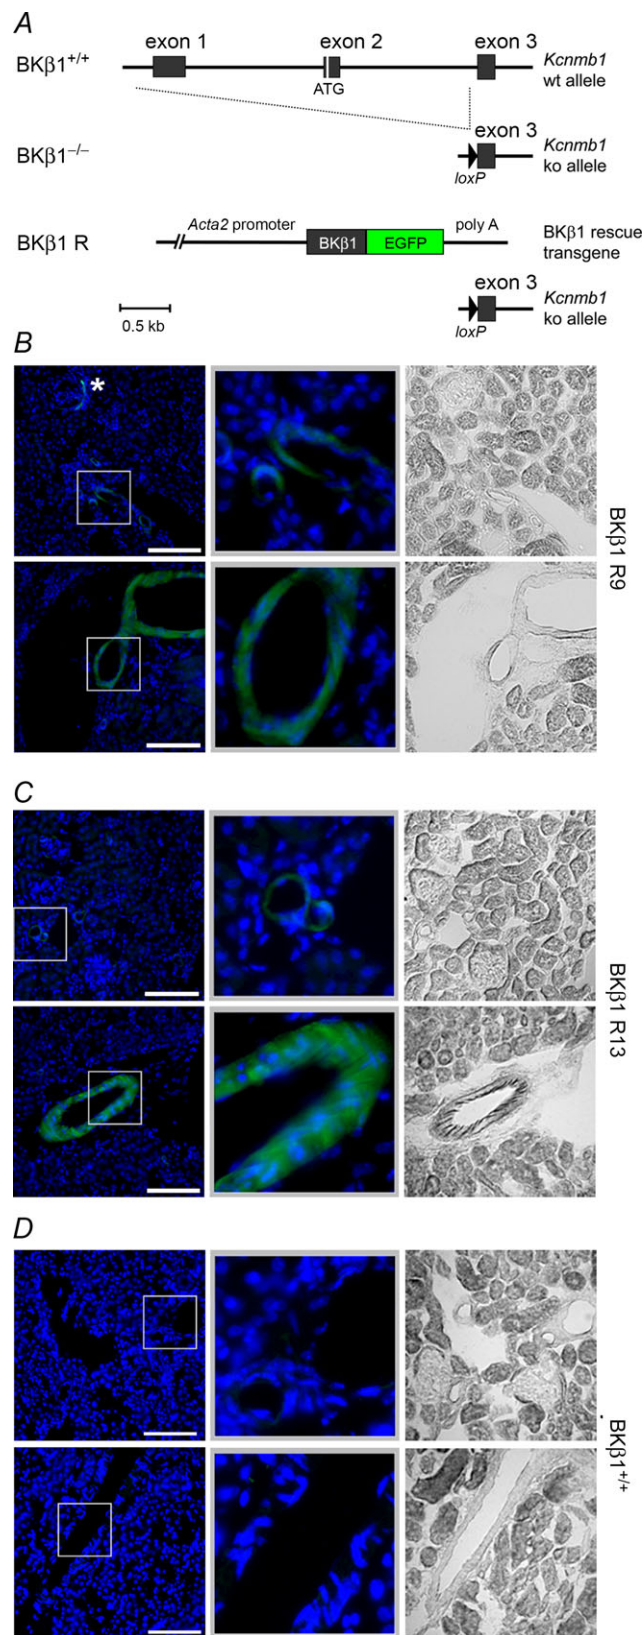 A
exon 1 exon 2 exon 3
BKβ1+/+
Kcnmb1
wt allele
ATG
exon 3
BKβ1−/−
Kcnmb1
ko allele
loxP
Acta2 promoter
poly A
BKβ1 R
BKβ1
EGFP
BKβ1 rescue
transgene
exon 3
Kcnmb1
ko allele
loxP
0.5 kb
B
*
BKβ1 R9
C
BKβ1 R13
D
BKβ1+/+